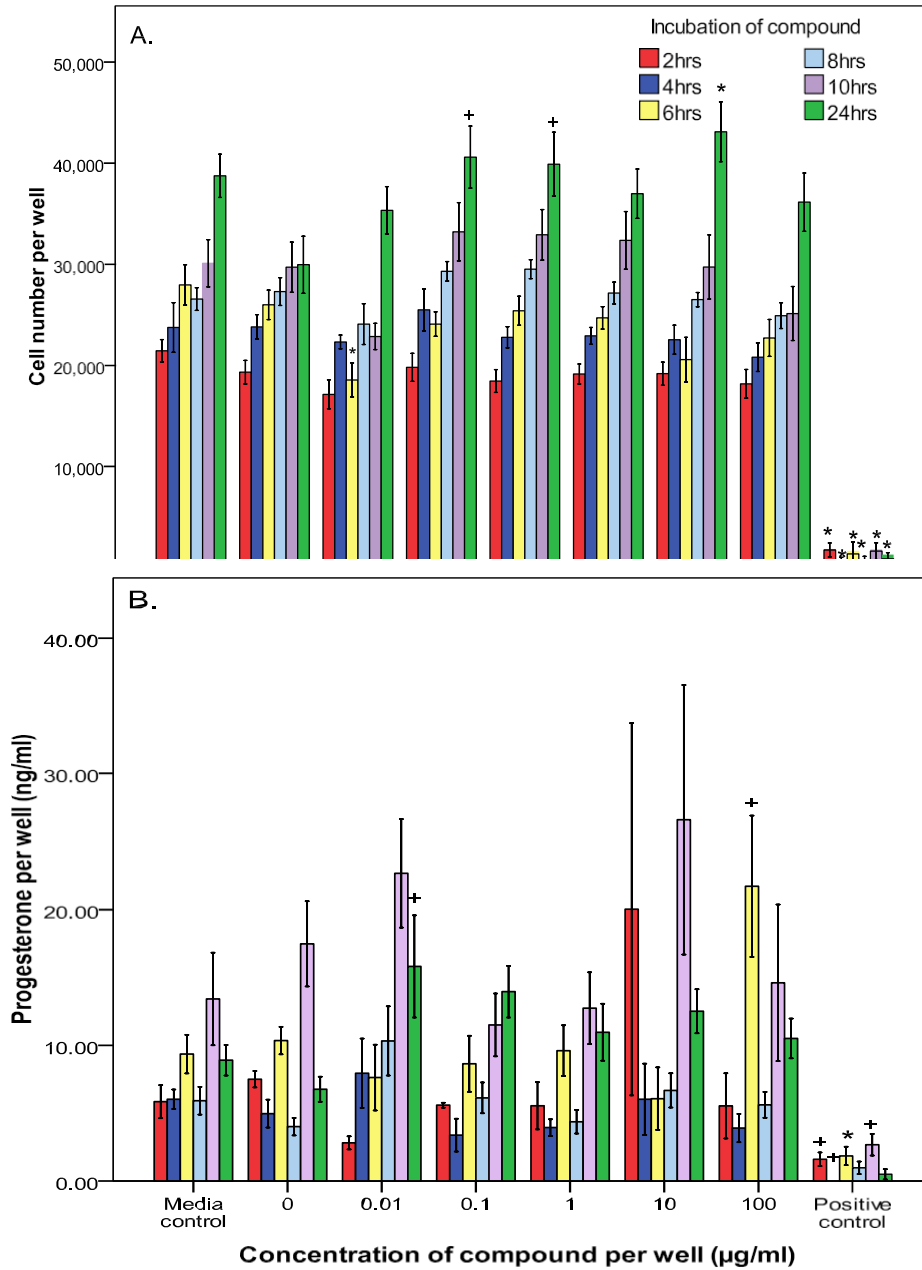 A.
Incubation of compound
2hrs
4hrs
6hrs
8hrs
10hrs
24hrs
Cell number per well
50,000
40,000
30,000
20,000
10,000
+
+
*
*
* * * * * *
B.
Progesterone per well (ng/ml)
40.00
30.00
20.00
10.00
0.00
+
+
+ + * +
Media control
0
0.01
0.1
1
10
100
Positive control
Concentration of compound per well (µg/ml)